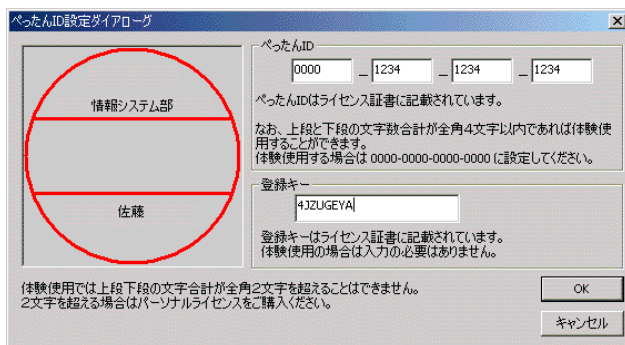 ぺったんID設定ダイアローグ
情報システム部
佐藤
ぺったんID
0000 - 1234 - 1234 - 1234
ぺったんIDはライセンス証書に記載されています。
なお、上段と下段の文字数合計が全角4文字以内であれば体験使
用することができます。
体験使用する場合は 0000-0000-0000-0000 に設定してください。
登録キー
4JZUGEYA
登録キーはライセンス証書に記載されています。
体験使用の場合は入力の必要はありません。
体験使用では上段下段の文字合計が全角2文字を超えることはできません。
2文字を超える場合はパーソナルライセンスをご購入ください。
OK
キャンセル